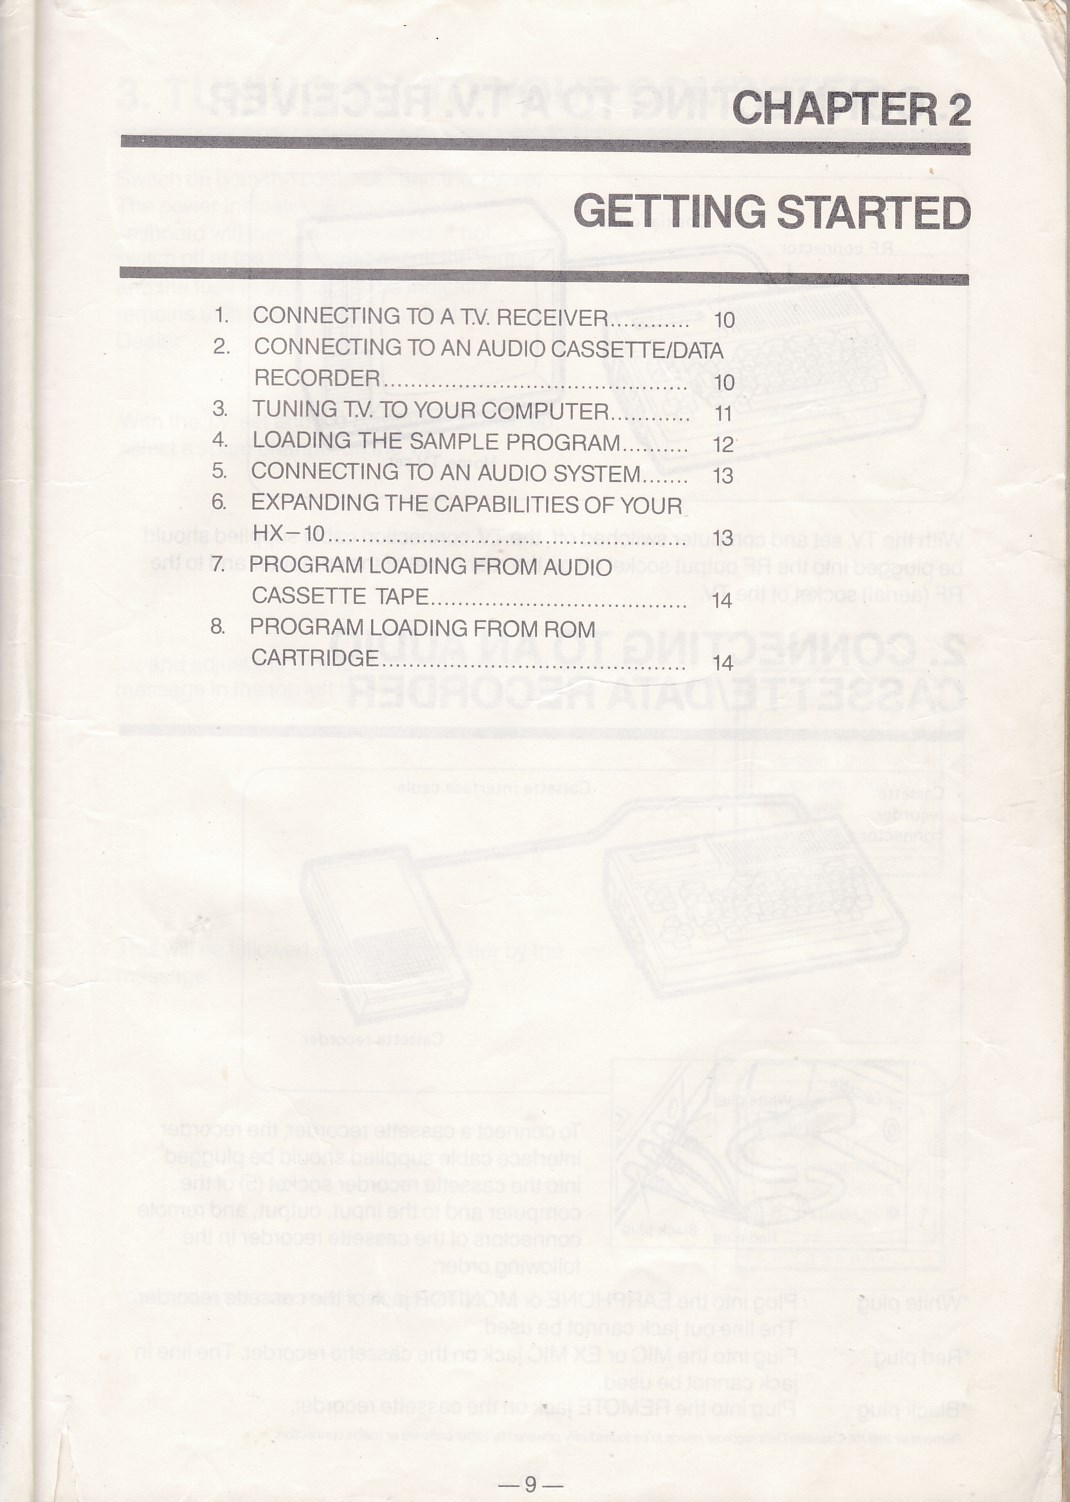 CHAPTER 2
GETTING STARTED
1. CONNECTING TO A T.V. RECEIVER............ 10
2. CONNECTING TO AN AUDIO CASSETTE/DATA
RECORDER............................................. 10
3. TUNING T.V. TO YOUR COMPUTER............ 11
4. LOADING THE SAMPLE PROGRAM.......... 12
5. CONNECTING TO AN AUDIO SYSTEM....... 13
6. EXPANDING THE CAPABILITIES OF YOUR
HX-10..................................................... 13
7. PROGRAM LOADING FROM AUDIO
CASSETTE TAPE...................................... 14
8. PROGRAM LOADING FROM ROM
CARTRIDGE............................................. 14
—9—